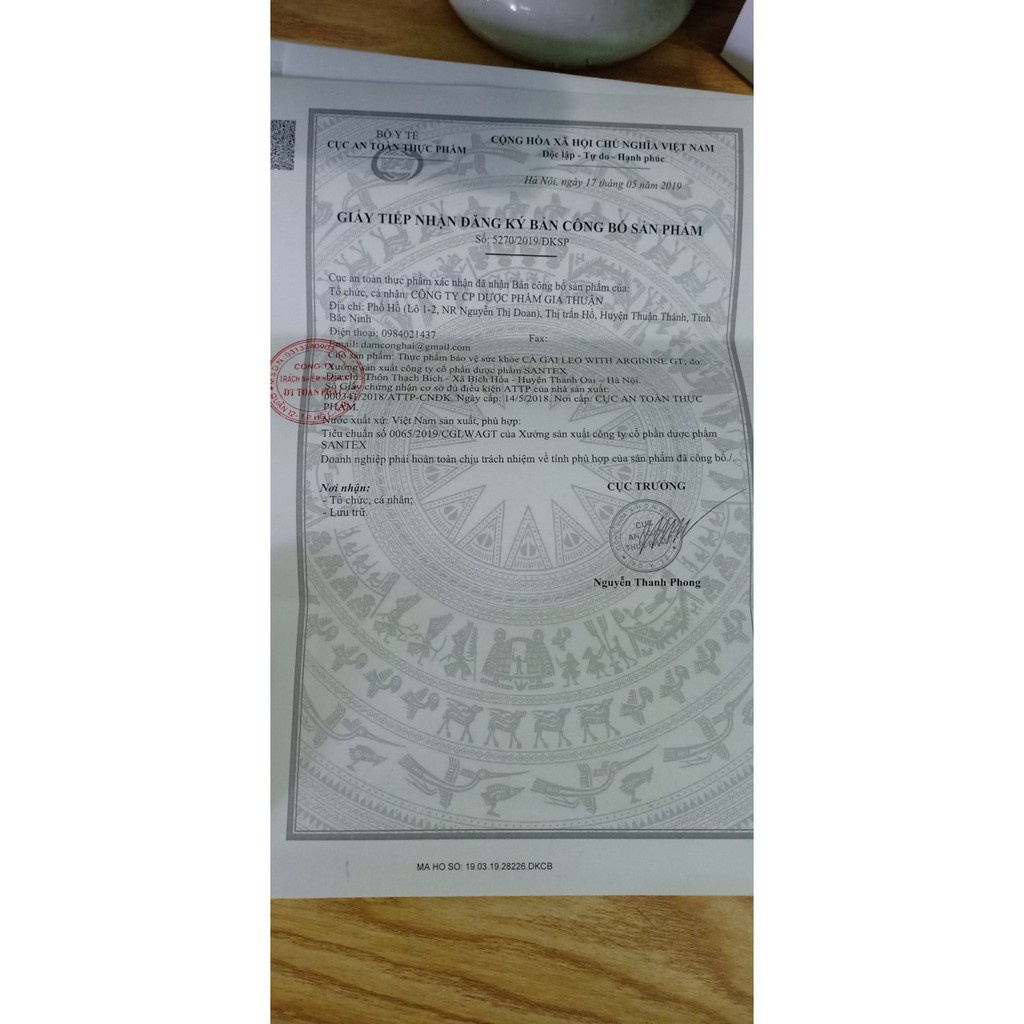 BỘ Y TẾ
CỤC AN TOÀN THỰC PHẨM
CỘNG HÒA XÃ HỘI CHỦ NGHĨA VIỆT NAM
Độc lập - Tự do - Hạnh phúc
Hà Nội, ngày 17 tháng 05 năm 2019
GIẤY TIẾP NHẬN ĐĂNG KÝ BẢN CÔNG BỐ SẢN PHẨM
Số: 5270/2019/ĐKSP
Cục an toàn thực phẩm xác nhận đã nhận Bản công bố sản phẩm của:
Tổ chức, cá nhân: CÔNG TY CP DƯỢC PHẨM GIA THUẬN
Địa chỉ: Phố Hồ (Lô 1-2, NR Nguyễn Thị Doan), Thị trấn Hồ, Huyện Thuận Thành, Tỉnh
Bắc Ninh
Điện thoại: 0984021437
Fax:
Email: damconghai@gmail.com
Cho sản phẩm: Thực phẩm bảo vệ sức khỏe CÀ GAI LEO WITH ARGININE GT; do:
Xưởng sản xuất công ty cổ phần dược phẩm SANTEX
Địa chỉ: Thôn Thạch Bích - Xã Bích Hòa - Huyện Thanh Oai – Hà Nội.
Số Giấy chứng nhận cơ sở đủ điều kiện ATTP của nhà sản xuất:
000341/2018/ATTP-CNĐK. Ngày cấp: 14/5/2018. Nơi cấp: CỤC AN TOÀN THỰC
PHẨM.
Nước xuất xứ: Việt Nam sản xuất, phù hợp:
Tiêu chuẩn số 0065/2019/CGLWAGT của Xưởng sản xuất công ty cổ phần dược phẩm
SANTEX
Doanh nghiệp phải hoàn toàn chịu trách nhiệm về tính phù hợp của sản phẩm đã công bố./.
Nơi nhận:
- Tổ chức, cá nhân;
- Lưu trữ.
CỤC TRƯỞNG
CỤC
AN TOÀN
THỰC PHẨM
Nguyễn Thanh Phong
CÔNG TY
TRÁCH NHIỆM
MA HO SO: 19.03.19.28226.DKCB